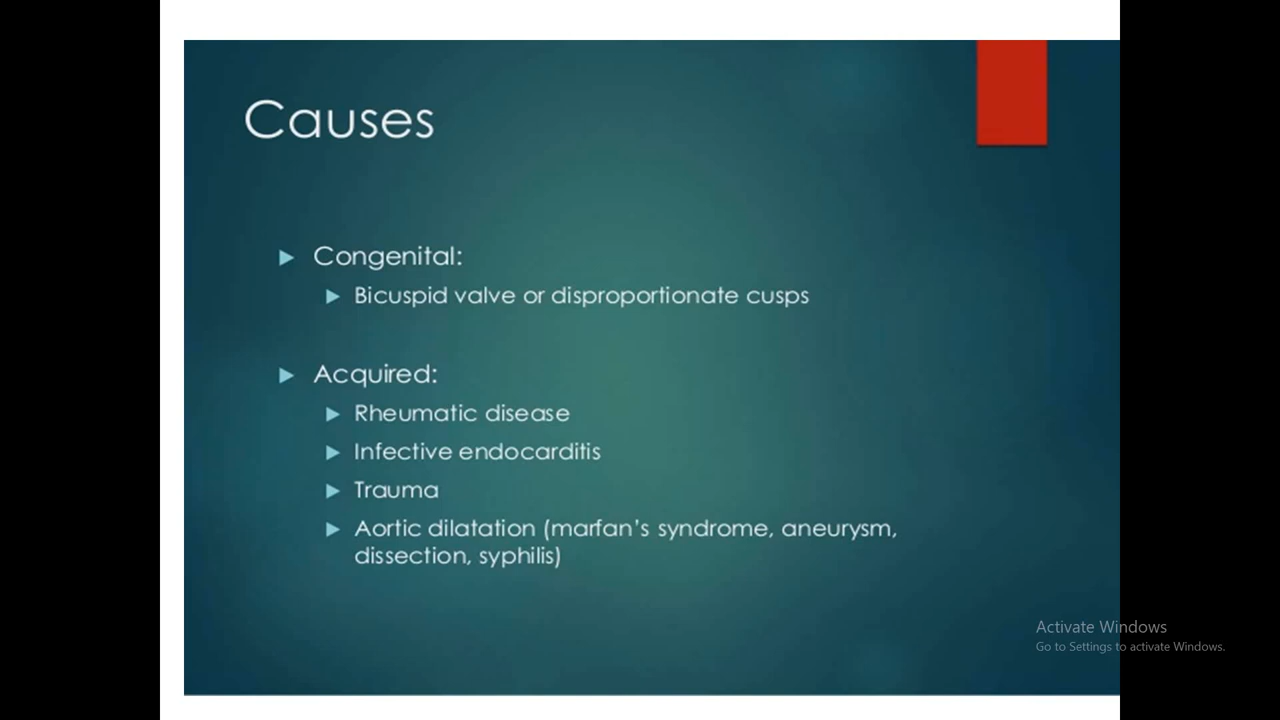 Causes
Congenital:
Bicuspid valve or disproportionate cusps
Acquired:
Rheumatic disease
Infective endocarditis
Trauma
Aortic dilatation (marfan's syndrome, aneurysm,
dissection, syphilis)
Activate Windows
Go to Settings to activate Windows.